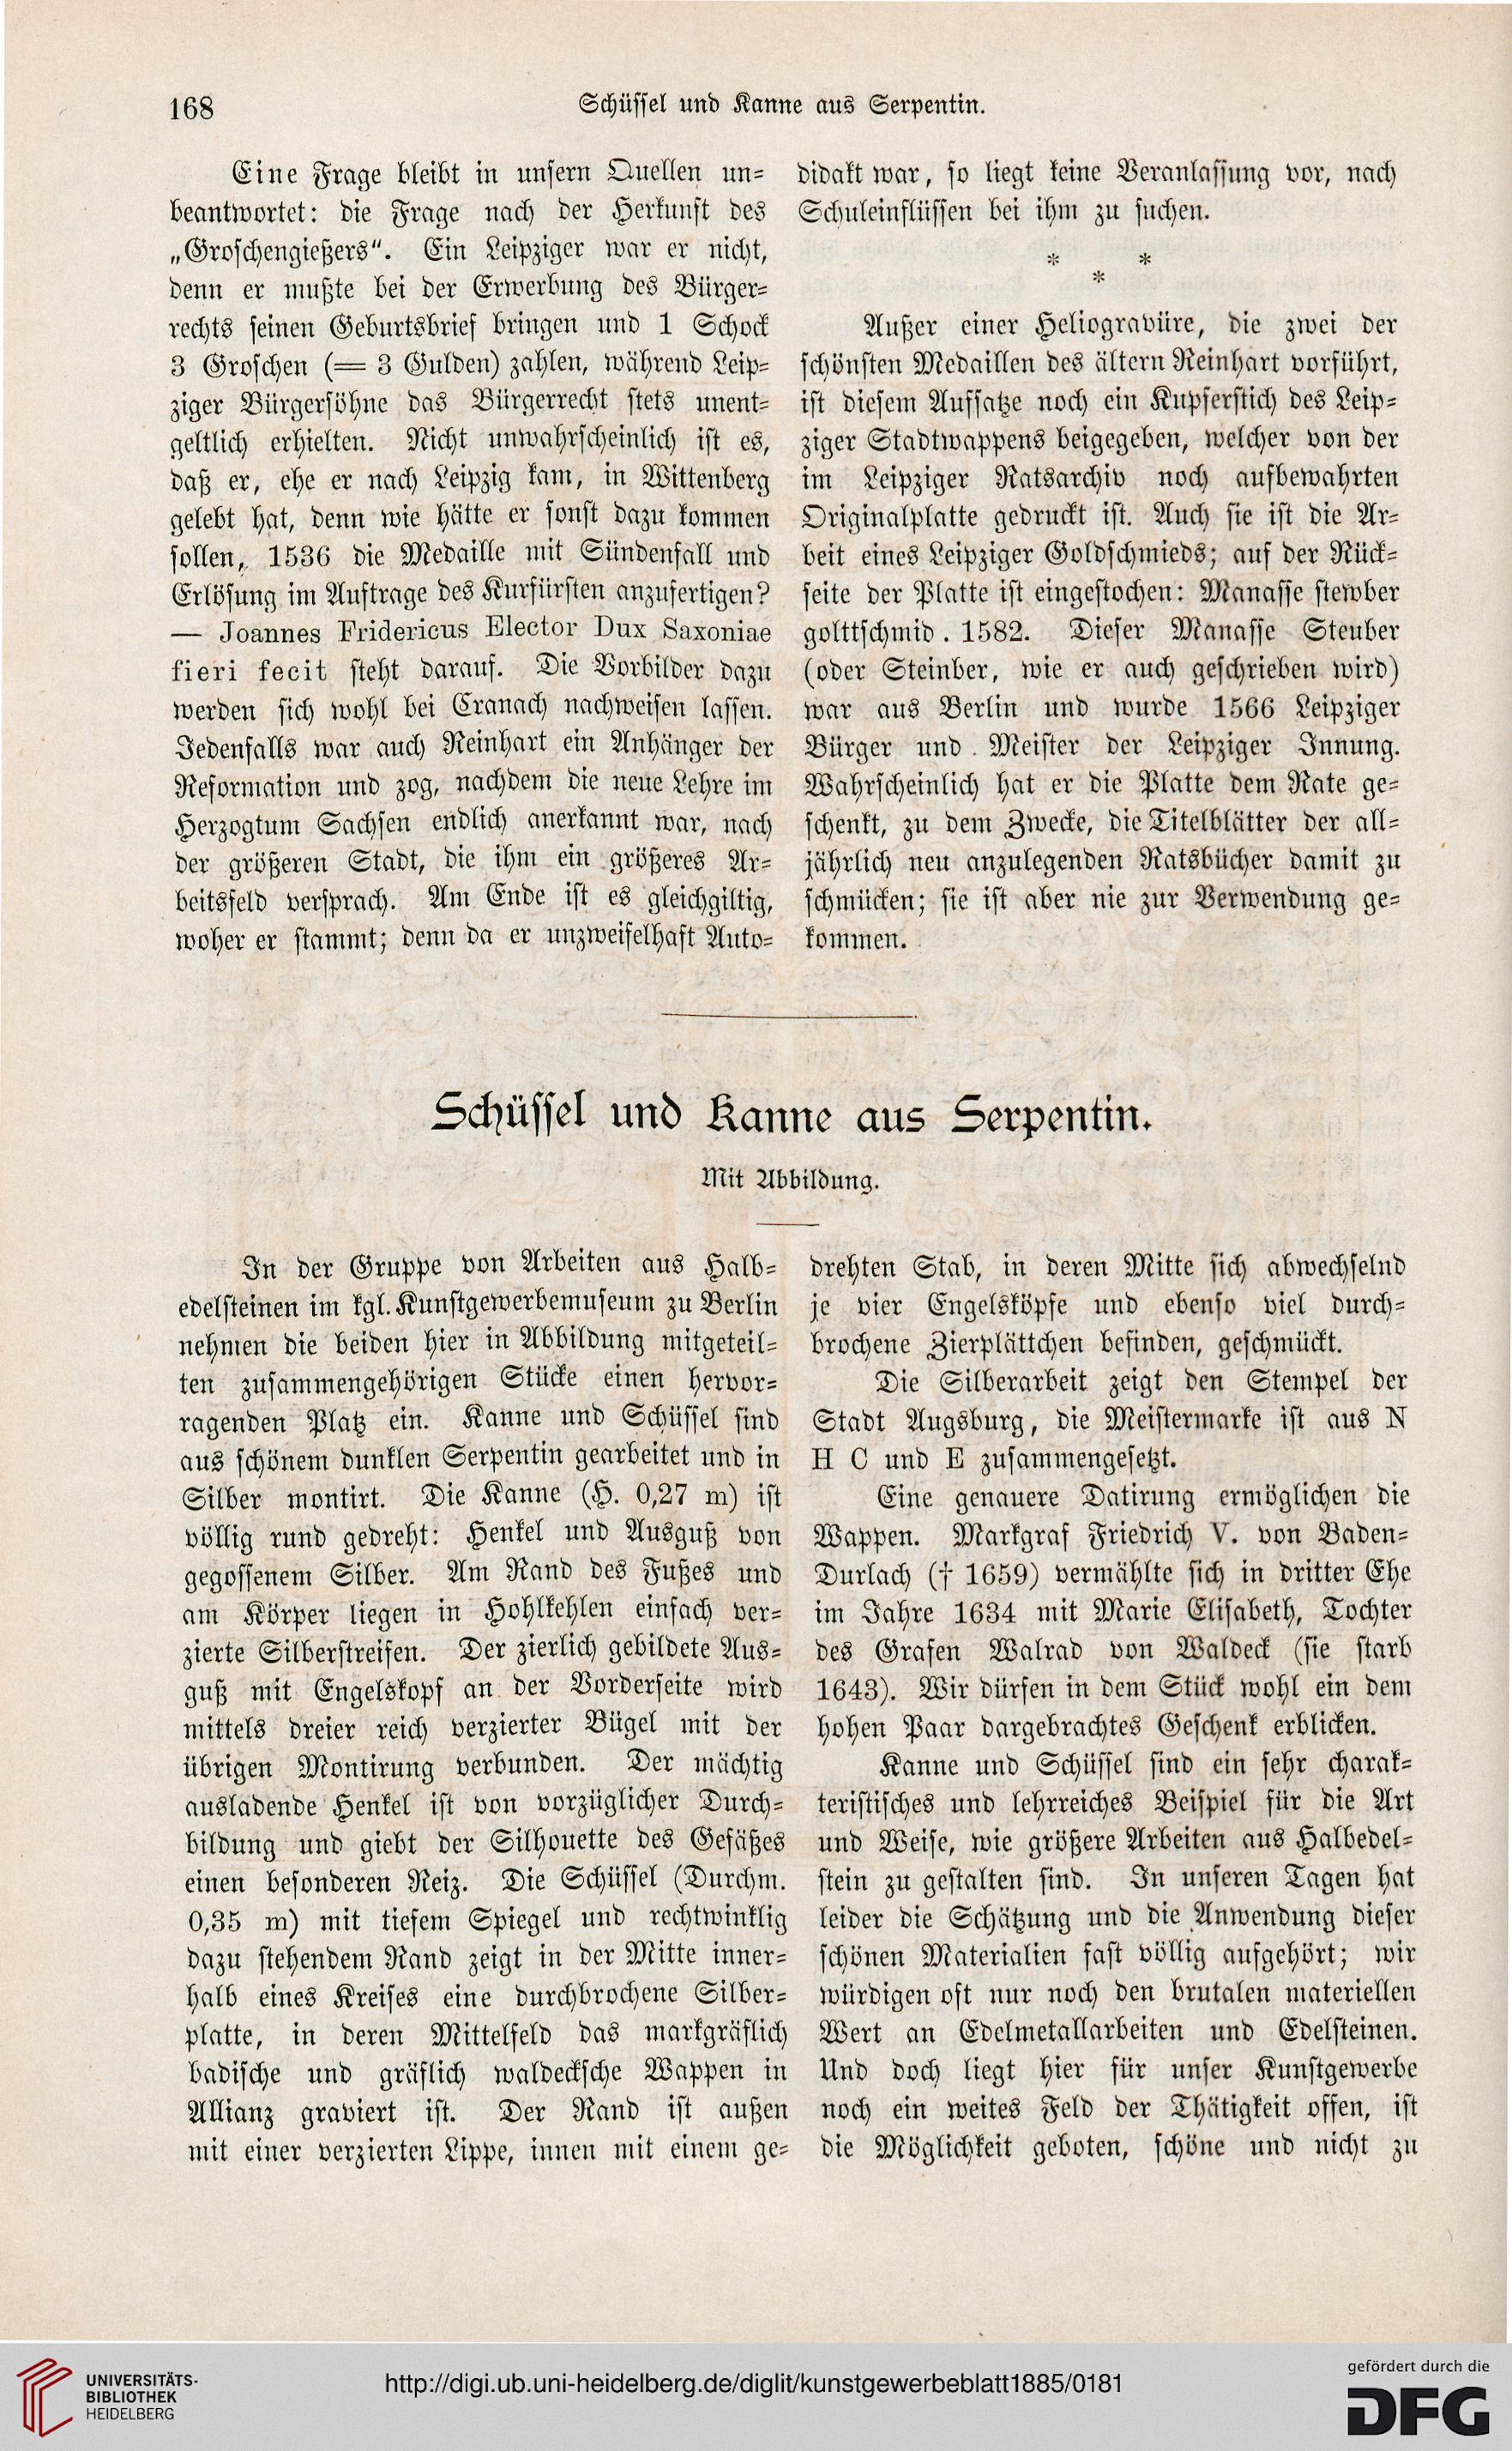 168
Schüssel und Kanne aus Serpentin.
Eine Frage bleibt in unsern Quellen un-
beantwortet: die Frage nach der Herkunft des
„Groschengießers“. Ein Leipziger war er nicht,
denn er mußte bei der Erwerbung des Bürger-
rechts seinen Geburtsbrief bringen und 1 Schock
3 Groschen (= 3 Gulden) zahlen, während Leip-
ziger Bürgersöhne das Bürgerrecht stets unent-
geltlich erhielten. Nicht unwahrscheinlich ist es,
daß er, ehe er nach Leipzig kam, in Wittenberg
gelebt hat, denn wie hätte er sonst dazu kommen
sollen, 1536 die Medaille mit Sündenfall und
Erlösung im Auftrage des Kurfürsten anzufertigen?
— Joannes Fridericus Elector Dux Saxoniae
fieri fecit steht darauf. Die Vorbilder dazu
werden sich wohl bei Cranach nachweisen lassen.
Jedenfalls war auch Reinhart ein Anhänger der
Reformation und zog, nachdem die neue Lehre im
Herzogtum Sachsen endlich anerkannt war, nach
der größeren Stadt, die ihm ein größeres Ar-
beitsfeld versprach. Am Ende ist es gleichgiltig,
woher er stammt; denn da er unzweifelhaft Auto-
didakt war, so liegt keine Veranlassung vor, nach
Schuleinflüssen bei ihm zu suchen.
* * *
Außer einer Heliogravüre, die zwei der
schönsten Medaillen des ältern Reinhart vorführt,
ist diesem Aufsatze noch ein Kupferstich des Leip-
ziger Stadtwappens beigegeben, welcher von der
im Leipziger Ratsarchiv noch aufbewahrten
Originalplatte gedruckt ist. Auch sie ist die Ar-
beit eines Leipziger Goldschmieds; auf der Rück-
seite der Platte ist eingestochen: Manasse stewber
golttschmid. 1582. Dieser Manasse Steuber
(oder Steinber, wie er auch geschrieben wird)
war aus Berlin und wurde 1566 Leipziger
Bürger und Meister der Leipziger Innung.
Wahrscheinlich hat er die Platte dem Rate ge-
schenkt, zu dem Zwecke, die Titelblätter der all-
jährlich neu anzulegenden Ratsbücher damit zu
schmücken; sie ist aber nie zur Verwendung ge-
kommen.
Schüssel und Kanne aus Serpentin.
Mit Abbildung.
In der Gruppe von Arbeiten aus Halb-
edelsteinen im kgl. Kunstgewerbemuseum zu Berlin
nehmen die beiden hier in Abbildung mitgeteil-
ten zusammengehörigen Stücke einen hervor-
ragenden Platz ein. Kanne und Schüssel sind
aus schönem dunklen Serpentin gearbeitet und in
Silber montirt. Die Kanne (H. 0,27 m) ist
völlig rund gedreht: Henkel und Ausguß von
gegossenem Silber. Am Rand des Fußes und
am Körper liegen in Hohlkehlen einfach ver-
zierte Silberstreifen. Der zierlich gebildete Aus-
guß mit Engelskopf an der Vorderseite wird
mittels dreier reich verzierter Bügel mit der
übrigen Montirung verbunden. Der mächtig
ausladende Henkel ist von vorzüglicher Durch-
bildung und giebt der Silhouette des Gefäßes
einen besonderen Reiz. Die Schüssel (Durchm.
0,35 m) mit tiefem Spiegel und rechtwinklig
dazu stehendem Rand zeigt in der Mitte inner-
halb eines Kreises eine durchbrochene Silber-
platte, in deren Mittelfeld das markgräflich
badische und gräflich waldecksche Wappen in
Allianz graviert ist. Der Rand ist außen
mit einer verzierten Lippe, innen mit einem ge-
drehten Stab, in deren Mitte sich abwechselnd
je vier Engelsköpfe und ebenso viel durch-
brochene Zierplättchen befinden, geschmückt.
Die Silberarbeit zeigt den Stempel der
Stadt Augsburg, die Meistermarke ist aus N
H C und E zusammengesetzt.
Eine genauere Datirung ermöglichen die
Wappen. Markgraf Friedrich V. von Baden-
Durlach († 1659) vermählte sich in dritter Ehe
im Jahre 1634 mit Marie Elisabeth, Tochter
des Grafen Walrad von Waldeck (sie starb
1643). Wir dürfen in dem Stück wohl ein dem
hohen Paar dargebrachtes Geschenk erblicken.
Kanne und Schüssel sind ein sehr charak-
teristisches und lehrreiches Beispiel für die Art
und Weise, wie größere Arbeiten aus Halbedel-
stein zu gestalten sind. In unseren Tagen hat
leider die Schätzung und die Anwendung dieser
schönen Materialien fast völlig aufgehört; wir
würdigen oft nur noch den brutalen materiellen
Wert an Edelmetallarbeiten und Edelsteinen.
Und doch liegt hier für unser Kunstgewerbe
noch ein weites Feld der Thätigkeit offen, ist
die Möglichkeit geboten, schöne und nicht zu
UNIVERSITÄTS-
BIBLIOTHEK
HEIDELBERG
http://digi.ub.uni-heidelberg.de/diglit/kunstgewerbeblatt1885/0181
gefördert durch die
DFG